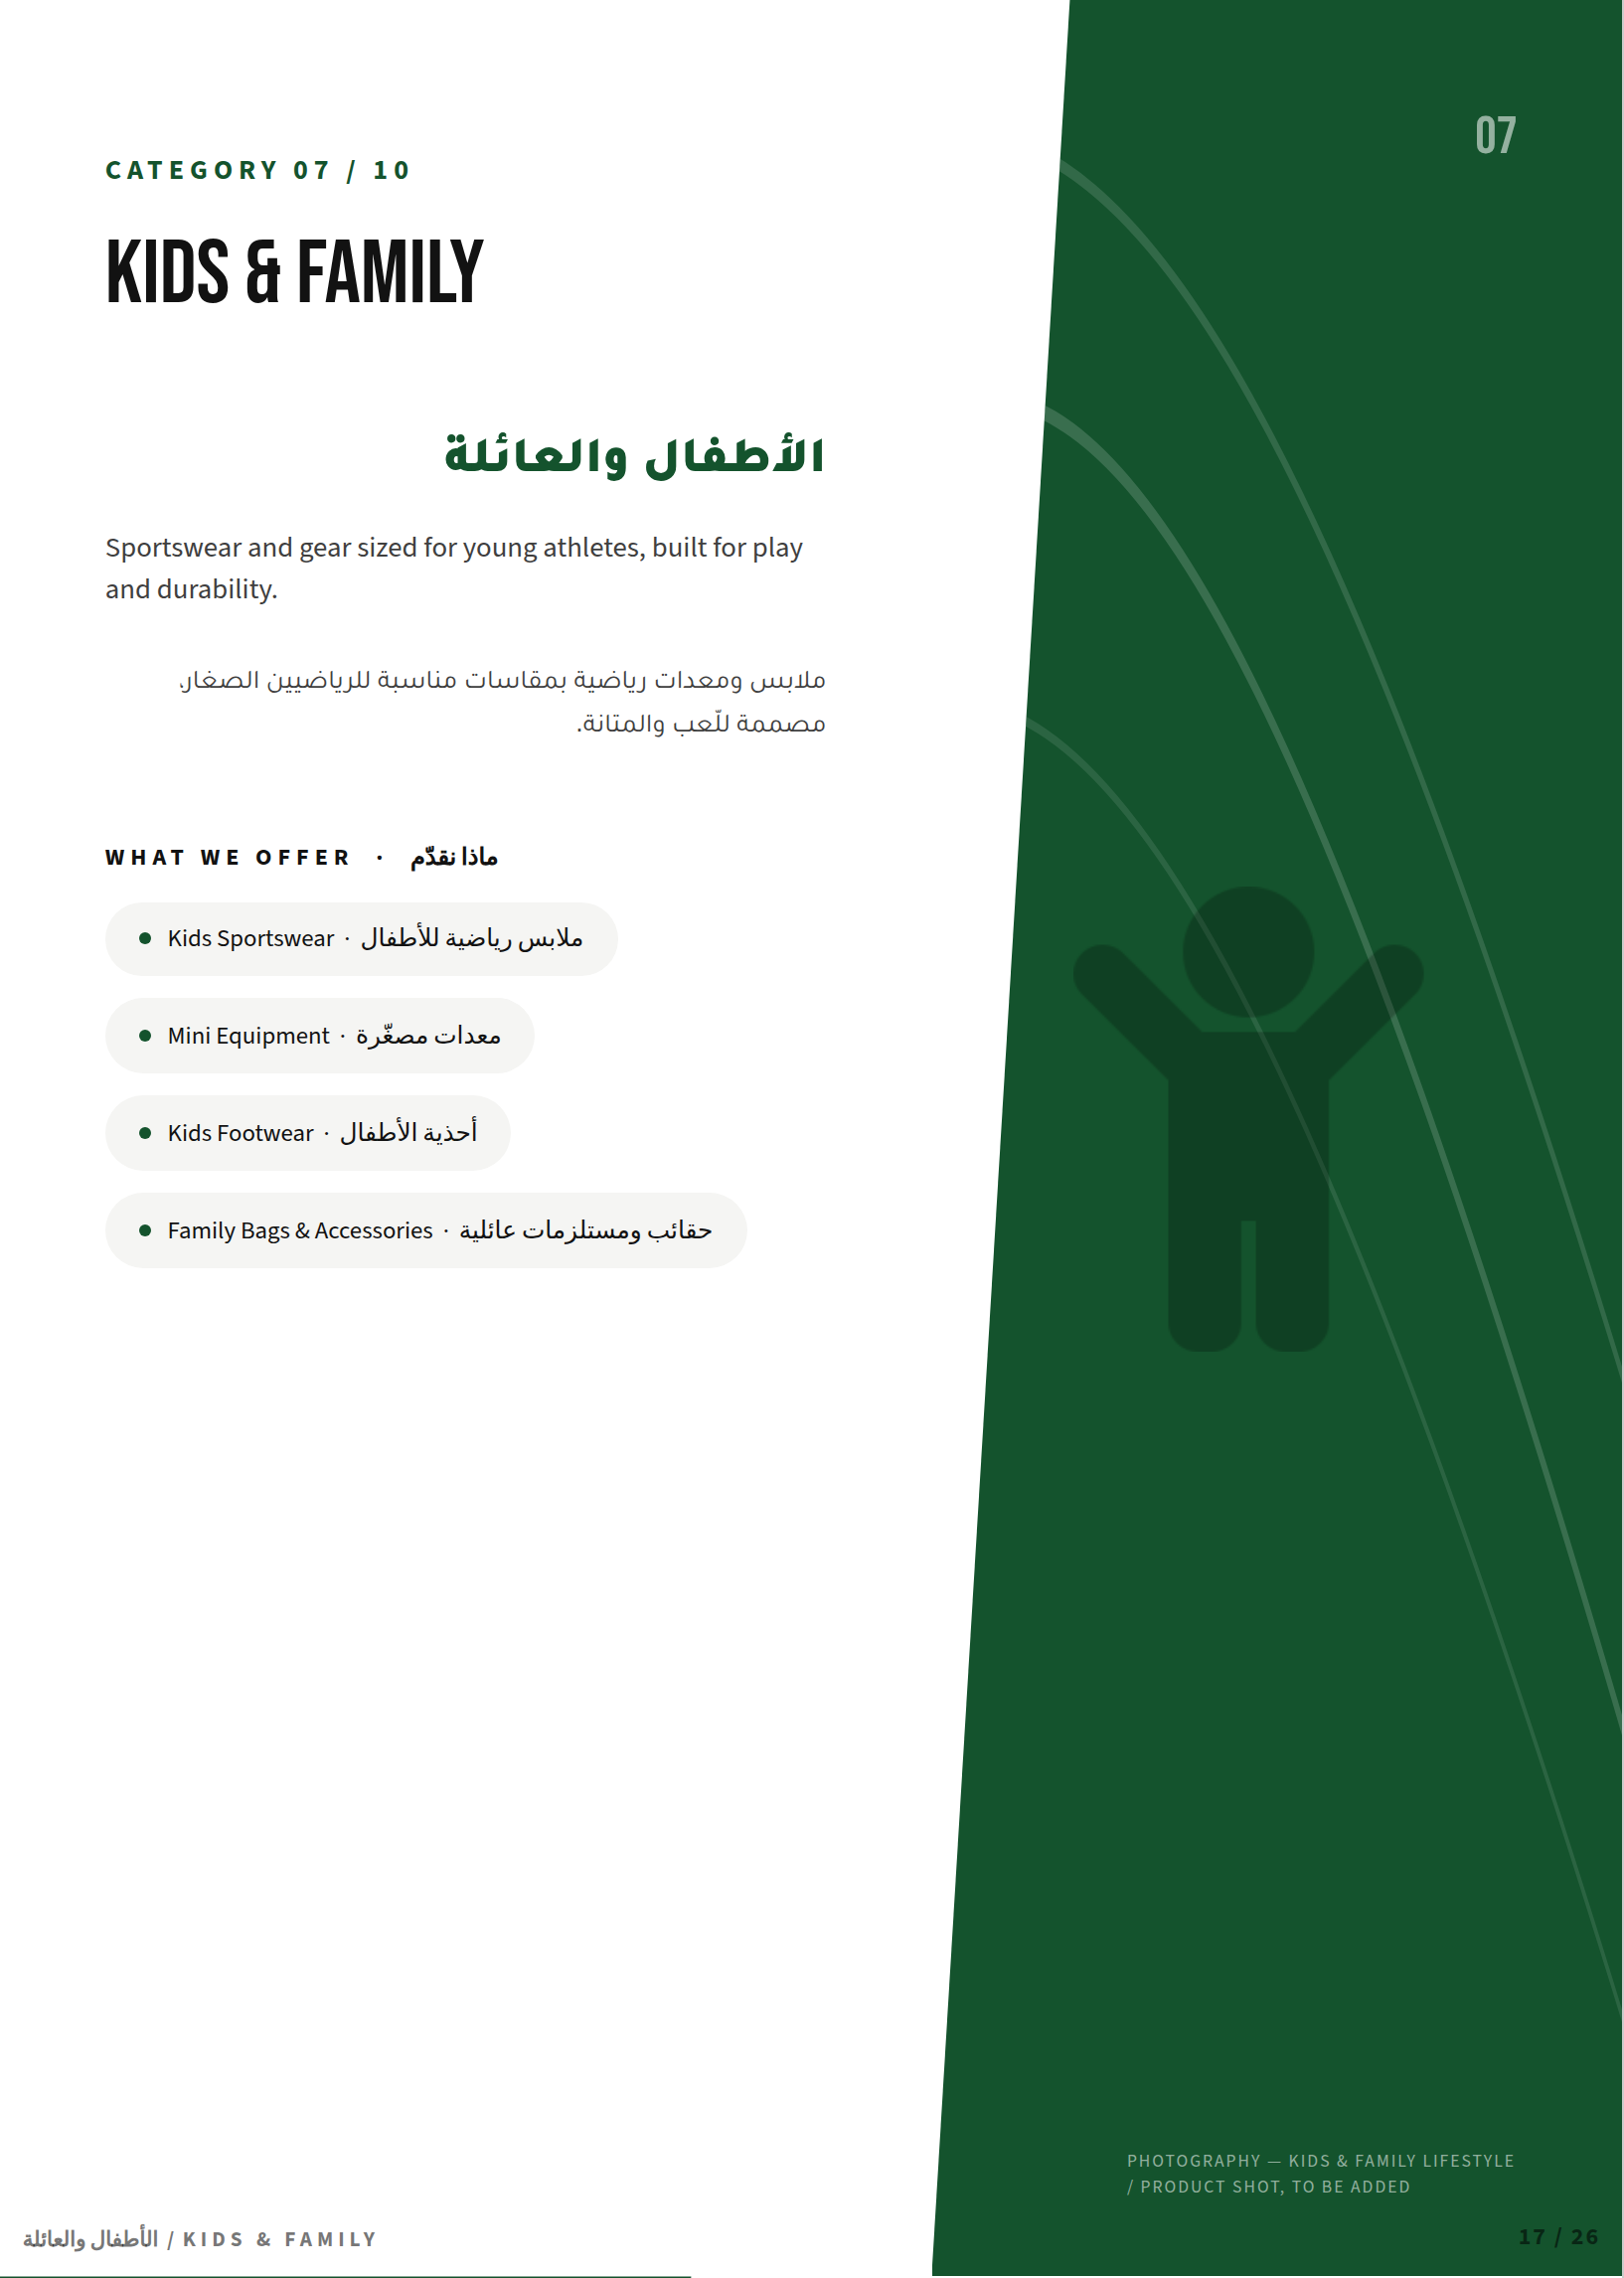 07
CATEGORY 07 / 10
KIDS & FAMILY
الأطفال والعائلة
Sportswear and gear sized for young athletes, built for play
and durability.
ملابس ومعدات رياضية بمقاسات مناسبة للرياضيين الصغار،
مصممة للّعب والمتانة.
WHAT WE OFFER · ماذا نقدّم
Kids Sportswear · ملابس رياضية للأطفال
Mini Equipment · معدات مصغّرة
Kids Footwear · أحذية الأطفال
Family Bags & Accessories · حقائب ومستلزمات عائلية
PHOTOGRAPHY — KIDS & FAMILY LIFESTYLE
/ PRODUCT SHOT, TO BE ADDED
الأطفال والعائلة / KIDS & FAMILY
17 / 26